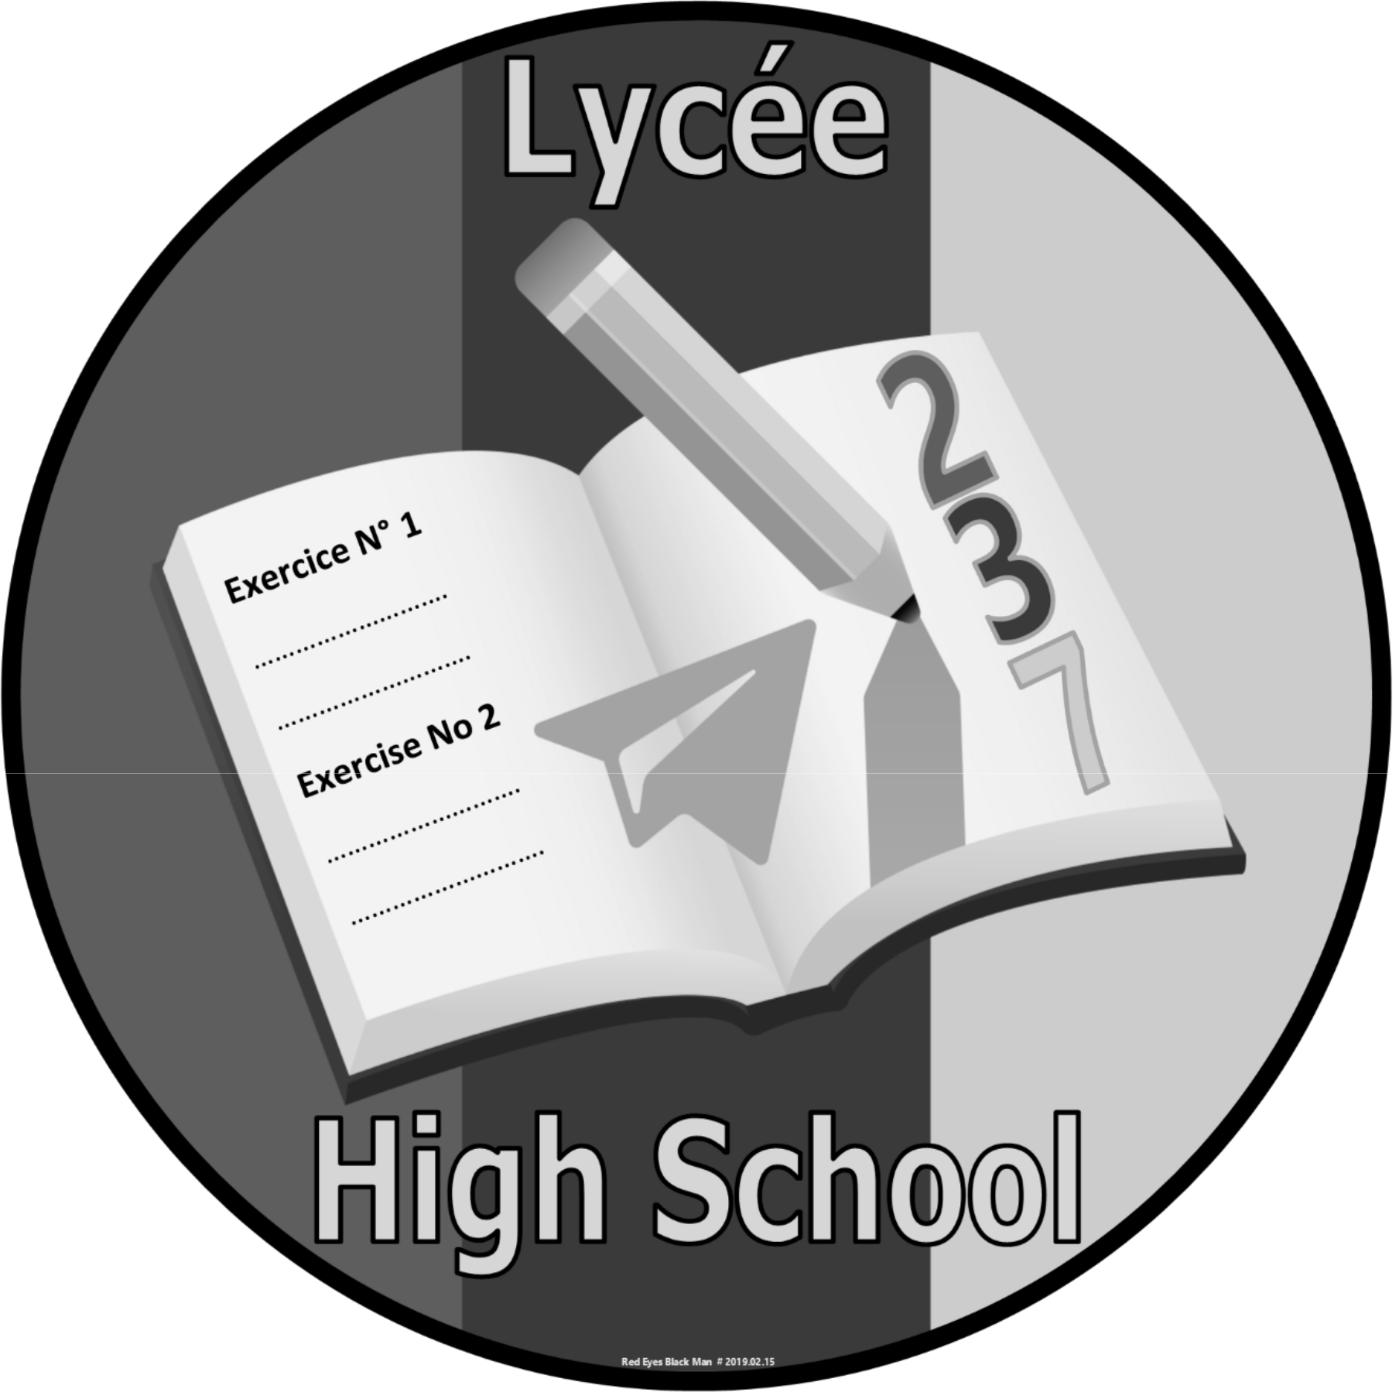 Lycée
Exercice N° 1
Exercise No 2
2
3
7
High School
Red Eyes Black Man # 2019.02.15